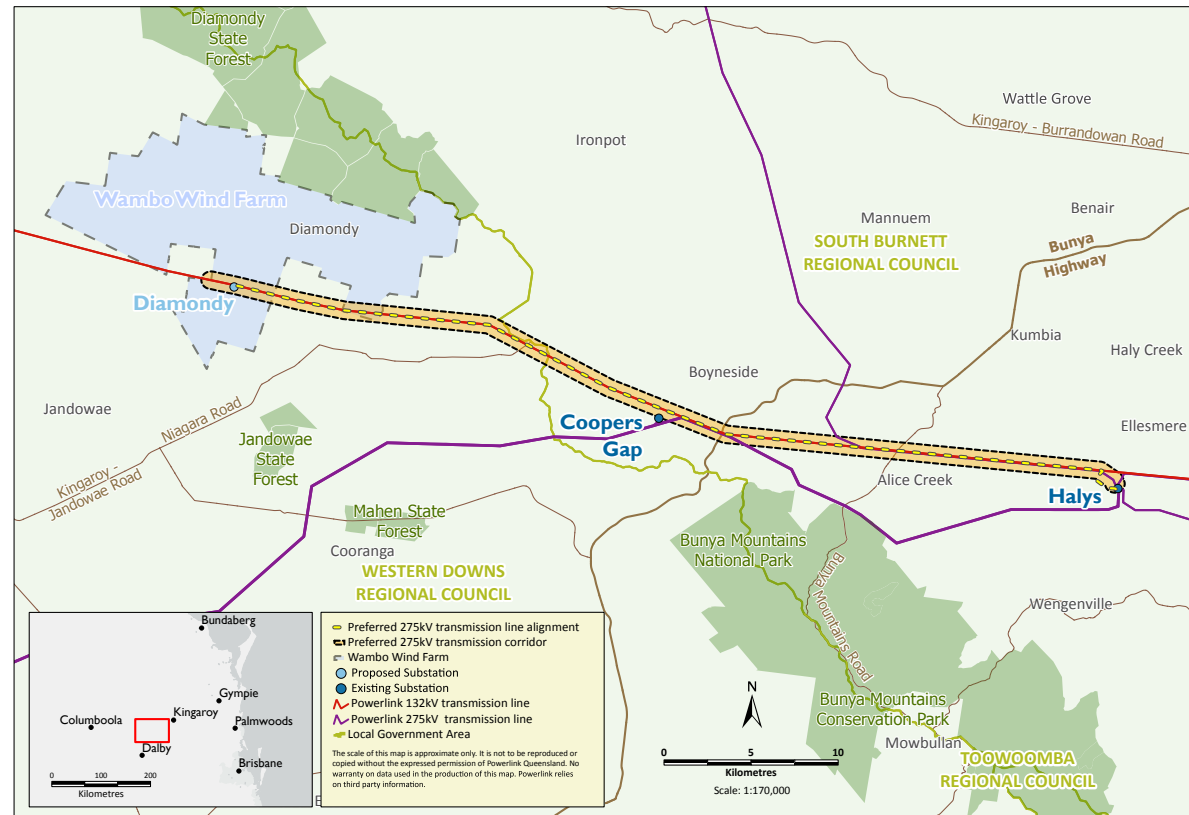 Diamondy
State
Forest
Wattle Grove
Kingaroy - Burrandowan Road
Ironpot
Wambo Wind Farm
Diamondy
Mannuem
Benair
SOUTH BURNETT
REGIONAL COUNCIL
Bunya
Highway
Diamondy
Kumbia
Haly Creek
Boyneside
Jandowae
Niagara Road
Coopers
Gap
Ellesmere
Jandowae
State
Forest
Kingaroy -
Jandowae Road
Alice Creek
Halys
Mahen State
Forest
Cooranga
Bunya Mountains
National Park
Bunya Mountains Road
WESTERN DOWNS
REGIONAL COUNCIL
Wengenville
Bunya Mountains
Conservation Park
Mowbullan
TOOWOOMBA
REGIONAL COUNCIL
Bundaberg
Gympie
Columboola
Kingaroy
Palmwoods
Dalby
Brisbane
0 100 200
Kilometres
Preferred 275kV transmission line alignment
Preferred 275kV transmission corridor
Wambo Wind Farm
Proposed Substation
Existing Substation
Powerlink 132kV transmission line
Powerlink 275kV transmission line
Local Government Area
The scale of this map is approximate only. It is not to be reproduced or
copied without the expressed permission of Powerlink Queensland. No
warranty on data used in the production of this map. Powerlink relies
on third party information.
N
0 5 10
Kilometres
Scale: 1:170,000